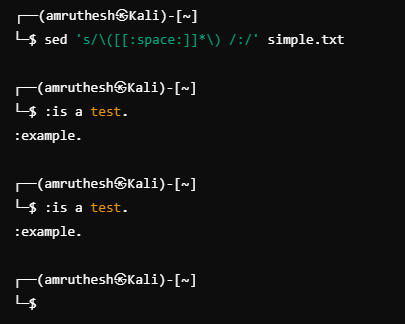 ┌──(amruthesh㉿Kali)-[~]
└─$ sed 's/\([[:space:]]*\) /:/' simple.txt
┌──(amruthesh㉿Kali)-[~]
└─$ :is a test.
:example.
┌──(amruthesh㉿Kali)-[~]
└─$ :is a test.
:example.
┌──(amruthesh㉿Kali)-[~]
└─$